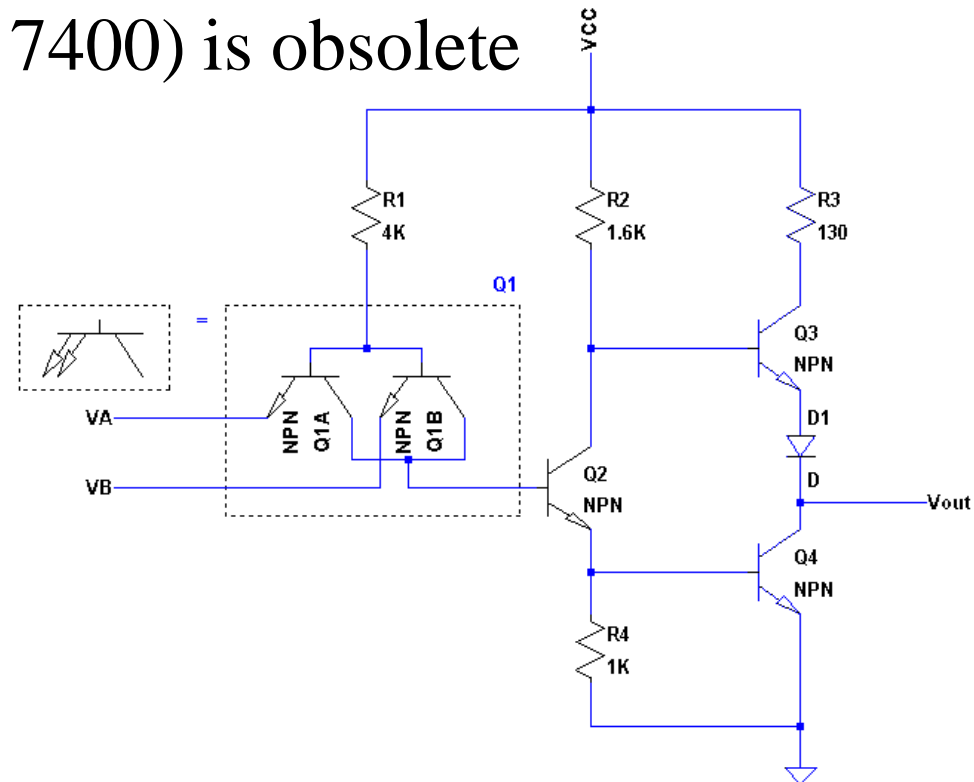 7400) is obsolete
VCC
R1
4K
R2
1.6K
R3
130
Q1
=
Q3
NPN
VA
NPN
Q1A
NPN
Q1B
D1
D
VB
Q2
NPN
Vout
Q4
NPN
R4
1K